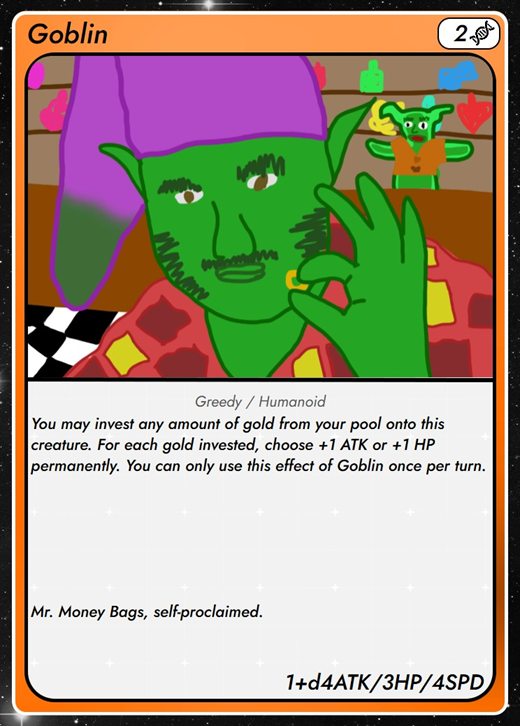 Goblin
2
Greedy / Humanoid
You may invest any amount of gold from your pool onto this
creature. For each gold invested, choose +1 ATK or +1 HP
permanently. You can only use this effect of Goblin once per turn.
Mr. Money Bags, self-proclaimed.
1+d4ATK/3HP/4SPD